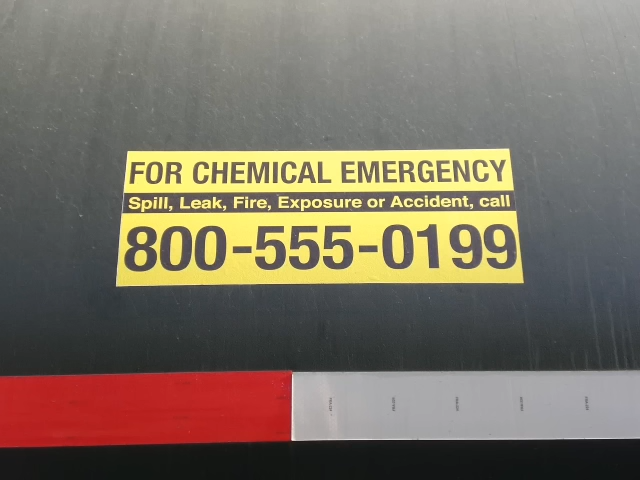 FOR CHEMICAL EMERGENCY
Spill, Leak, Fire, Exposure or Accident, call
800-555-0199